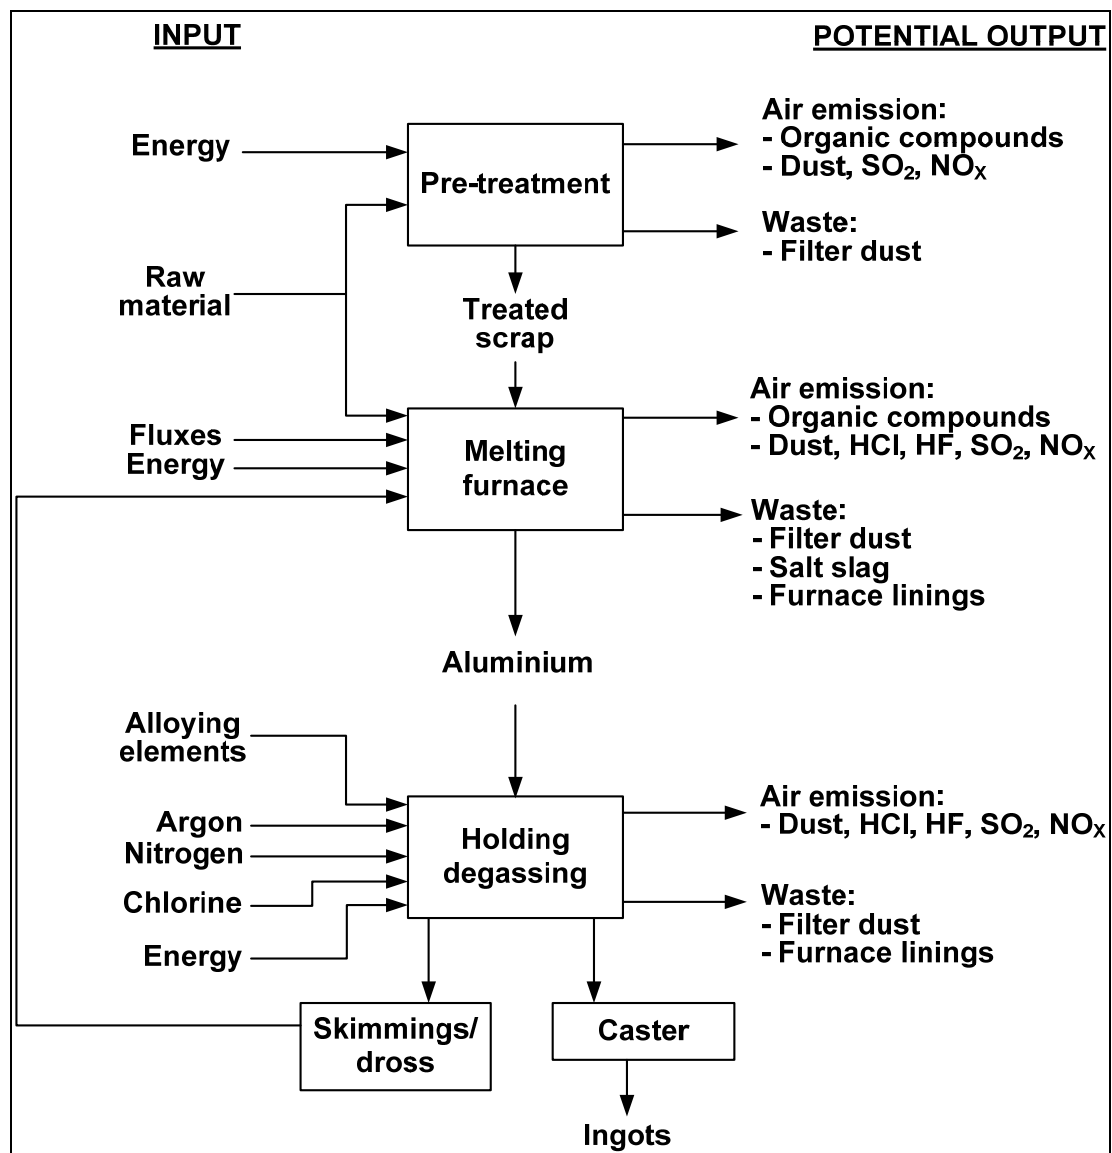 INPUT
POTENTIAL OUTPUT
Energy
Pre-treatment
Air emission:
- Organic compounds
- Dust, SO₂, NOₓ
Waste:
- Filter dust
Raw
material
Treated
scrap
Fluxes
Energy
Melting
furnace
Air emission:
- Organic compounds
- Dust, HCl, HF, SO₂, NOₓ
Waste:
- Filter dust
- Salt slag
- Furnace linings
Aluminium
Alloying
elements
Argon
Nitrogen
Chlorine
Energy
Holding
degassing
Air emission:
- Dust, HCl, HF, SO₂, NOₓ
Waste:
- Filter dust
- Furnace linings
Skimmings/
dross
Caster
Ingots